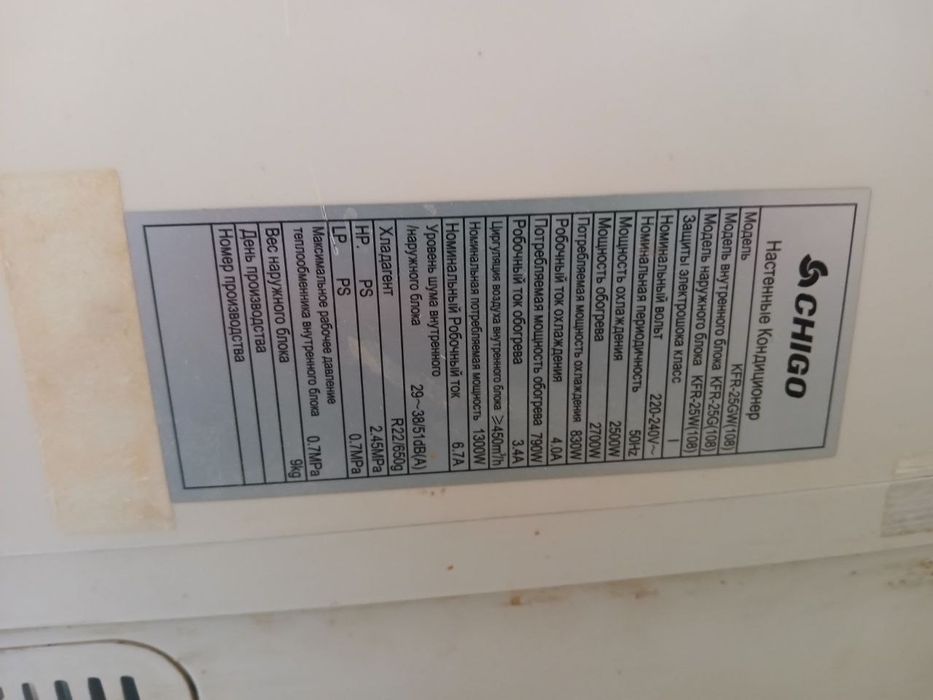 CHIGO
Настенные Кондиционер
Модель KFR-25GW(108)
Модель внутренного блока KFR-25G(108)
Модель наружного блока KFR-25W(108)
Защиты электрошока класс I
Номинальный вольт 220-240V~
Номинальная периодичность 50Hz
Мощность охлаждения 2500W
Мощность обогрева 2700W
Потребляемая мощность охлаждения 830W
Робочный ток охлаждения 4.0A
Потребляемая мощность обогрева 790W
Робочный ток обогрева 3.4A
Циргуляция воздуха внутренного блока ≥450m³/h
Номинальная потребляемая мощность 1300W
Номинальный Робочный ток 6.7A
Уровень шума внутренного
/наружного блока 29~38/51dB(A)
Хладагент R22/650g
HP. PS 2.45MPa
LP. PS 0.7MPa
Максимальное рабочее давление
теплообменника внутренного блока 0.7MPa
Вес наружного блока 9kg
День производства
Номер производства